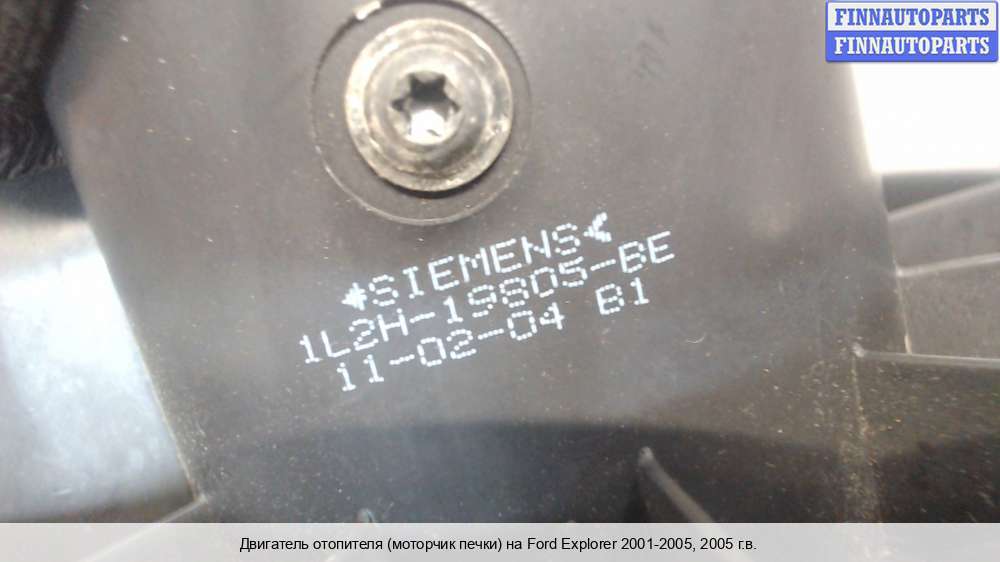 FINNAUTOPARTS
FINNAUTOPARTS
*SIEMENS<
1L2H-19805-BE
11-02-04 B1
Двигатель отопителя (моторчик печки) на Ford Explorer 2001-2005, 2005 г.в.